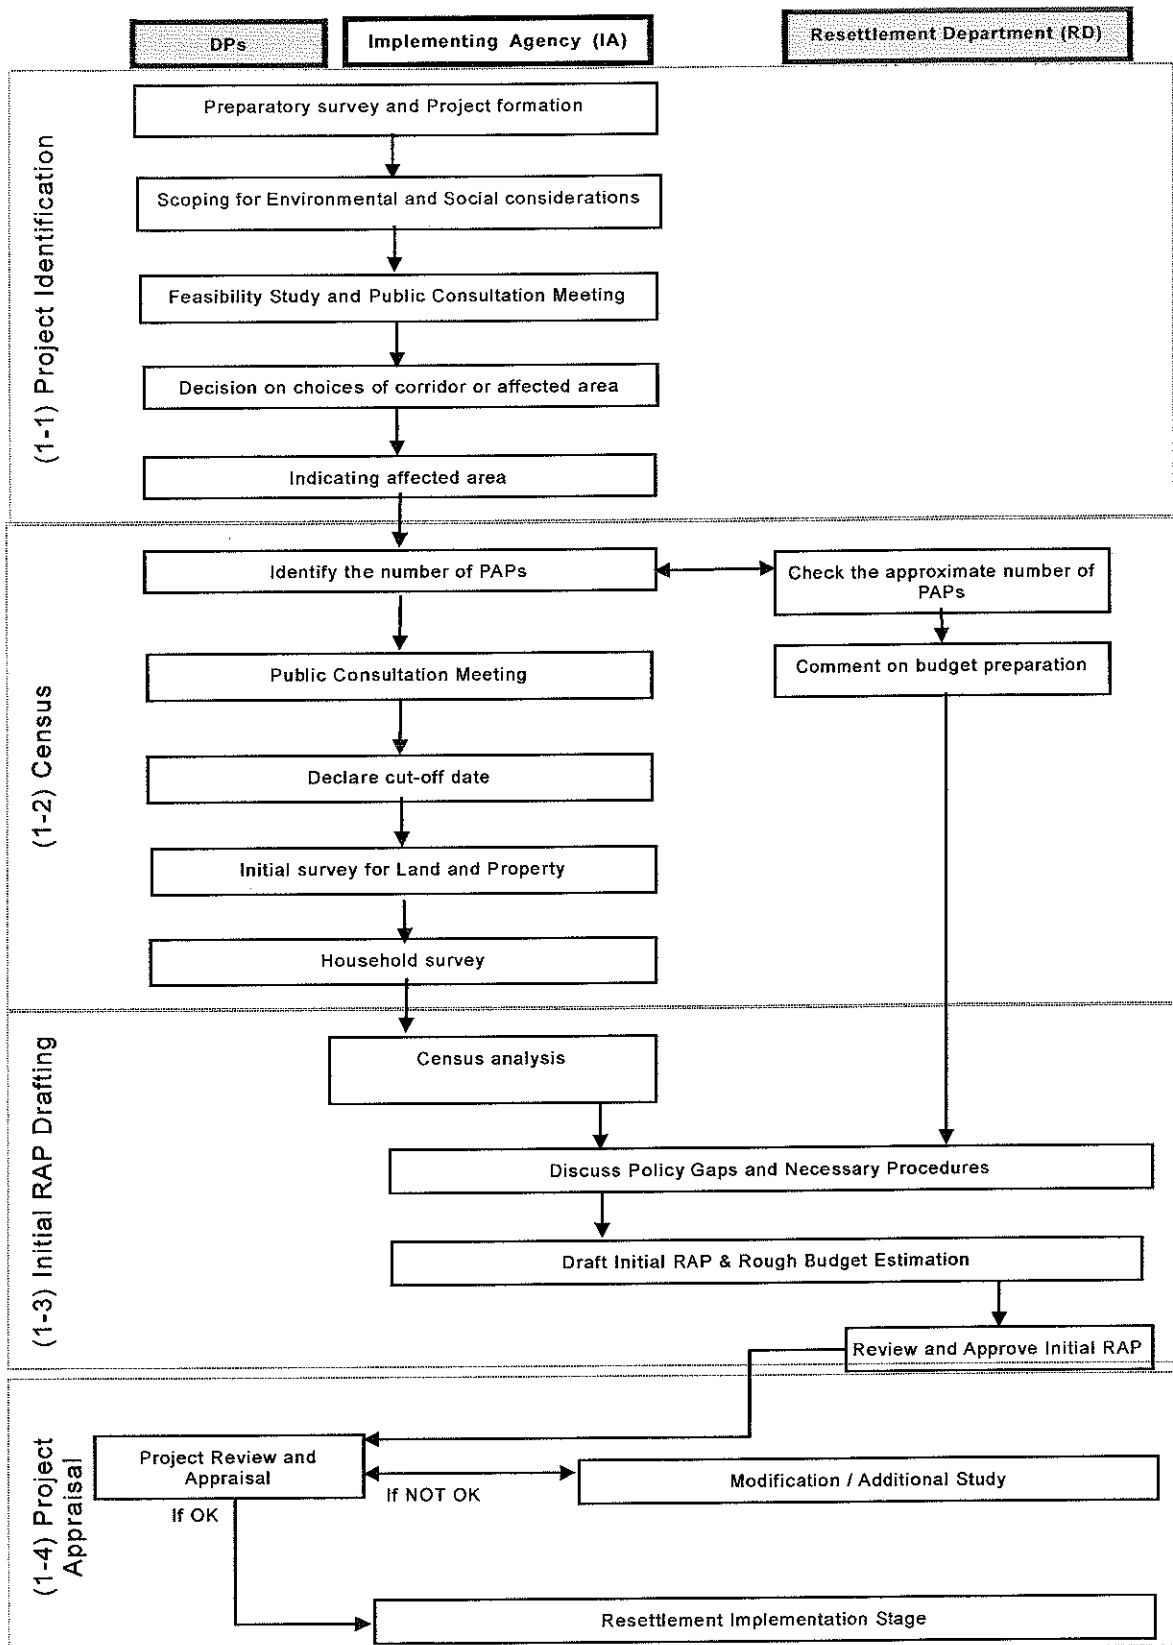 DPs
Implementing Agency (IA)
Resettlement Department (RD)
(1-1) Project Identification
Preparatory survey and Project formation
Scoping for Environmental and Social considerations
Feasibility Study and Public Consultation Meeting
Decision on choices of corridor or affected area
Indicating affected area
(1-2) Census
Identify the number of PAPs
Check the approximate number of
PAPs
Public Consultation Meeting
Comment on budget preparation
Declare cut-off date
Initial survey for Land and Property
Household survey
(1-3) Initial RAP Drafting
Census analysis
Discuss Policy Gaps and Necessary Procedures
Draft Initial RAP & Rough Budget Estimation
Review and Approve Initial RAP
(1-4) Project
Appraisal
Project Review and
Appraisal
If NOT OK
Modification / Additional Study
If OK
Resettlement Implementation Stage